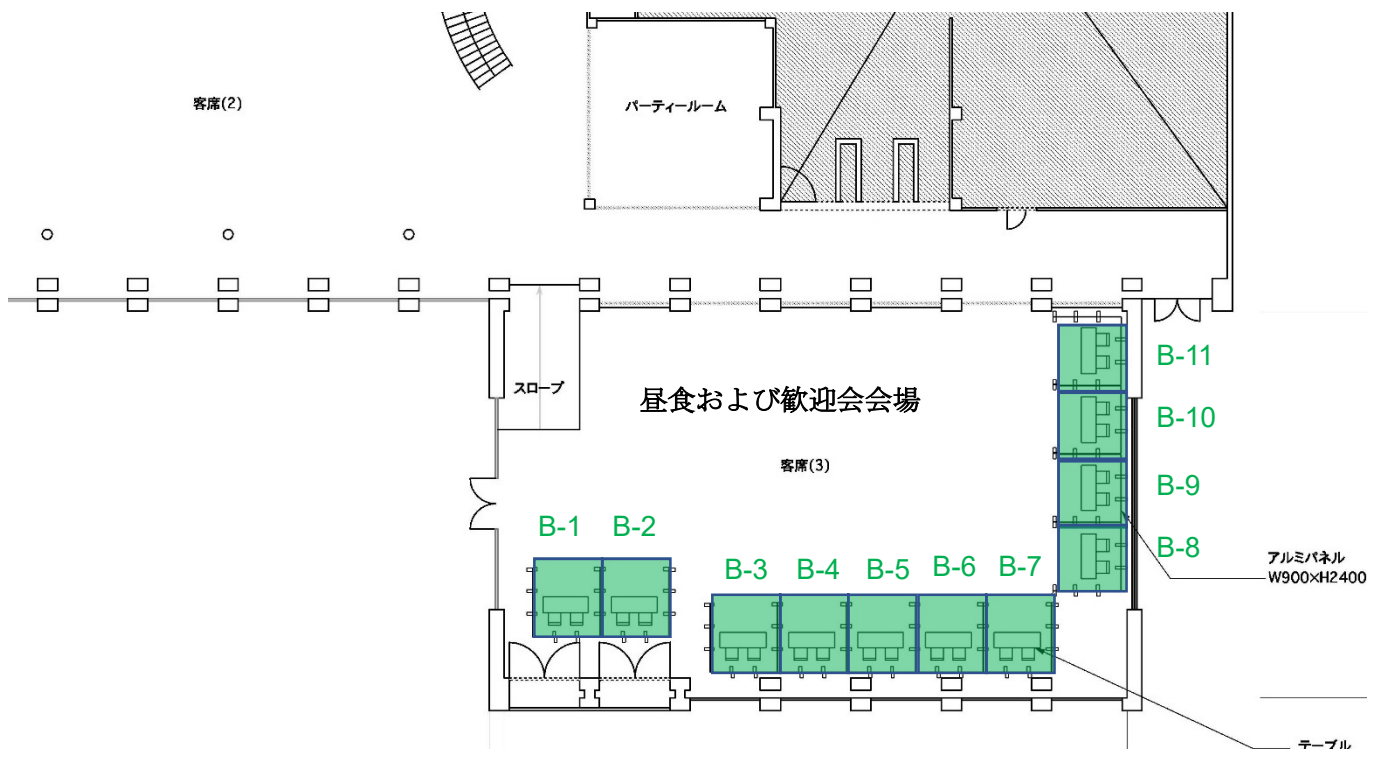 客席(2)
パーティールーム
スロープ
昼食および歓迎会会場
客席(3)
B-11
B-10
B-9
B-8
B-1
B-2
B-3
B-4
B-5
B-6
B-7
アルミパネル
W900×H2400
テーブル